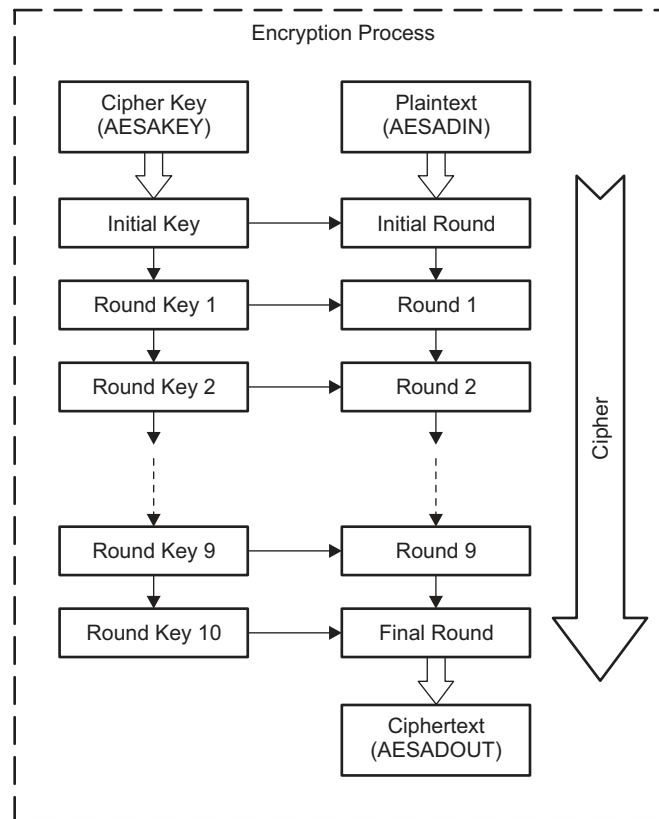 Encryption Process
Cipher Key
(AESAKEY)
Plaintext
(AESADIN)
Initial Key
Initial Round
Round Key 1
Round 1
Round Key 2
Round 2
Cipher
Round Key 9
Round 9
Round Key 10
Final Round
Ciphertext
(AESADOUT)